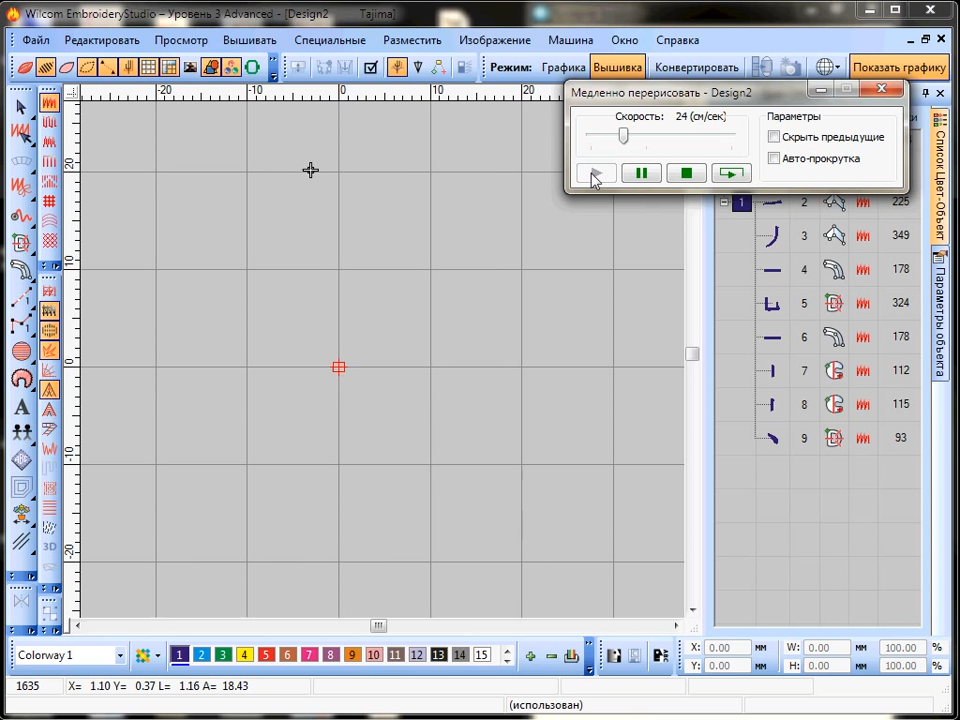 Wilcom EmbroideryStudio – Уровень 3 Advanced - [Design2 Tajima]
Файл Редактировать Просмотр Вышивать Специальные Разместить Изображение Машина Окно Справка
Режим: Графика Вышивка Конвертировать Показать графику
Медленно перерисовать - Design2
Скорость: 24 (см/сек)
Параметры
Скрыть предыдущие
Авто-прокрутка
-20 -10 0 10 20
20
10
0
-10
-20
1 2 225
3 349
4 178
5 324
6 178
7 112
8 115
9 93
Список Цвет-Объект
Параметры объекта
A
3D
Colorway 1
1 2 3 4 5 6 7 8 9 10 11 12 13 14 15
X: 0.00 мм W: 0.00 мм 100.00 %
Y: 0.00 мм H: 0.00 мм 100.00 %
1635 X= 1.10 Y= 0.37 L= 1.16 A= 18.43
(использован)